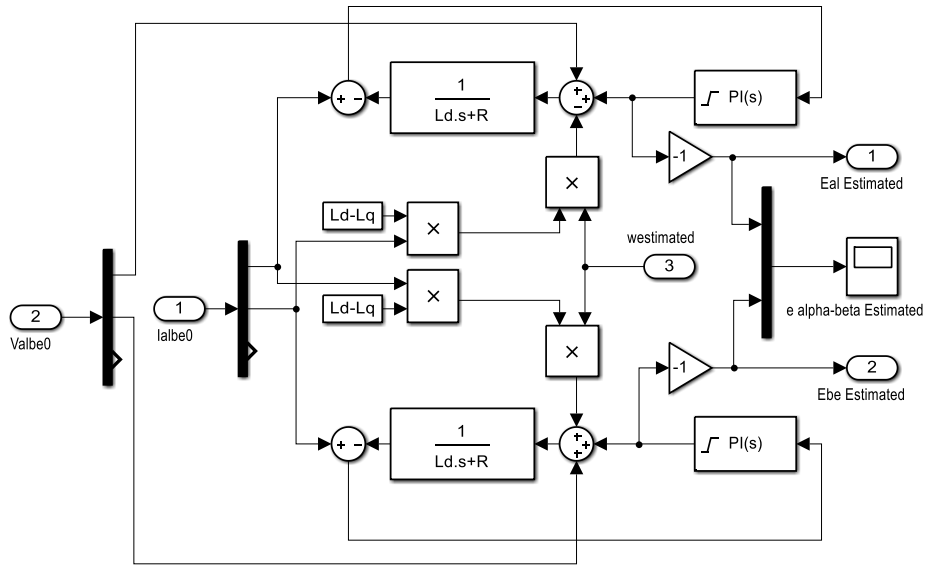 1
Ld.s+R
PI(s)
-1
1
Eal Estimated
×
Ld-Lq
×
westimated
3
2
Valbe0
1
Ialbe0
×
Ld-Lq
e alpha-beta Estimated
×
-1
2
Ebe Estimated
1
Ld.s+R
PI(s)